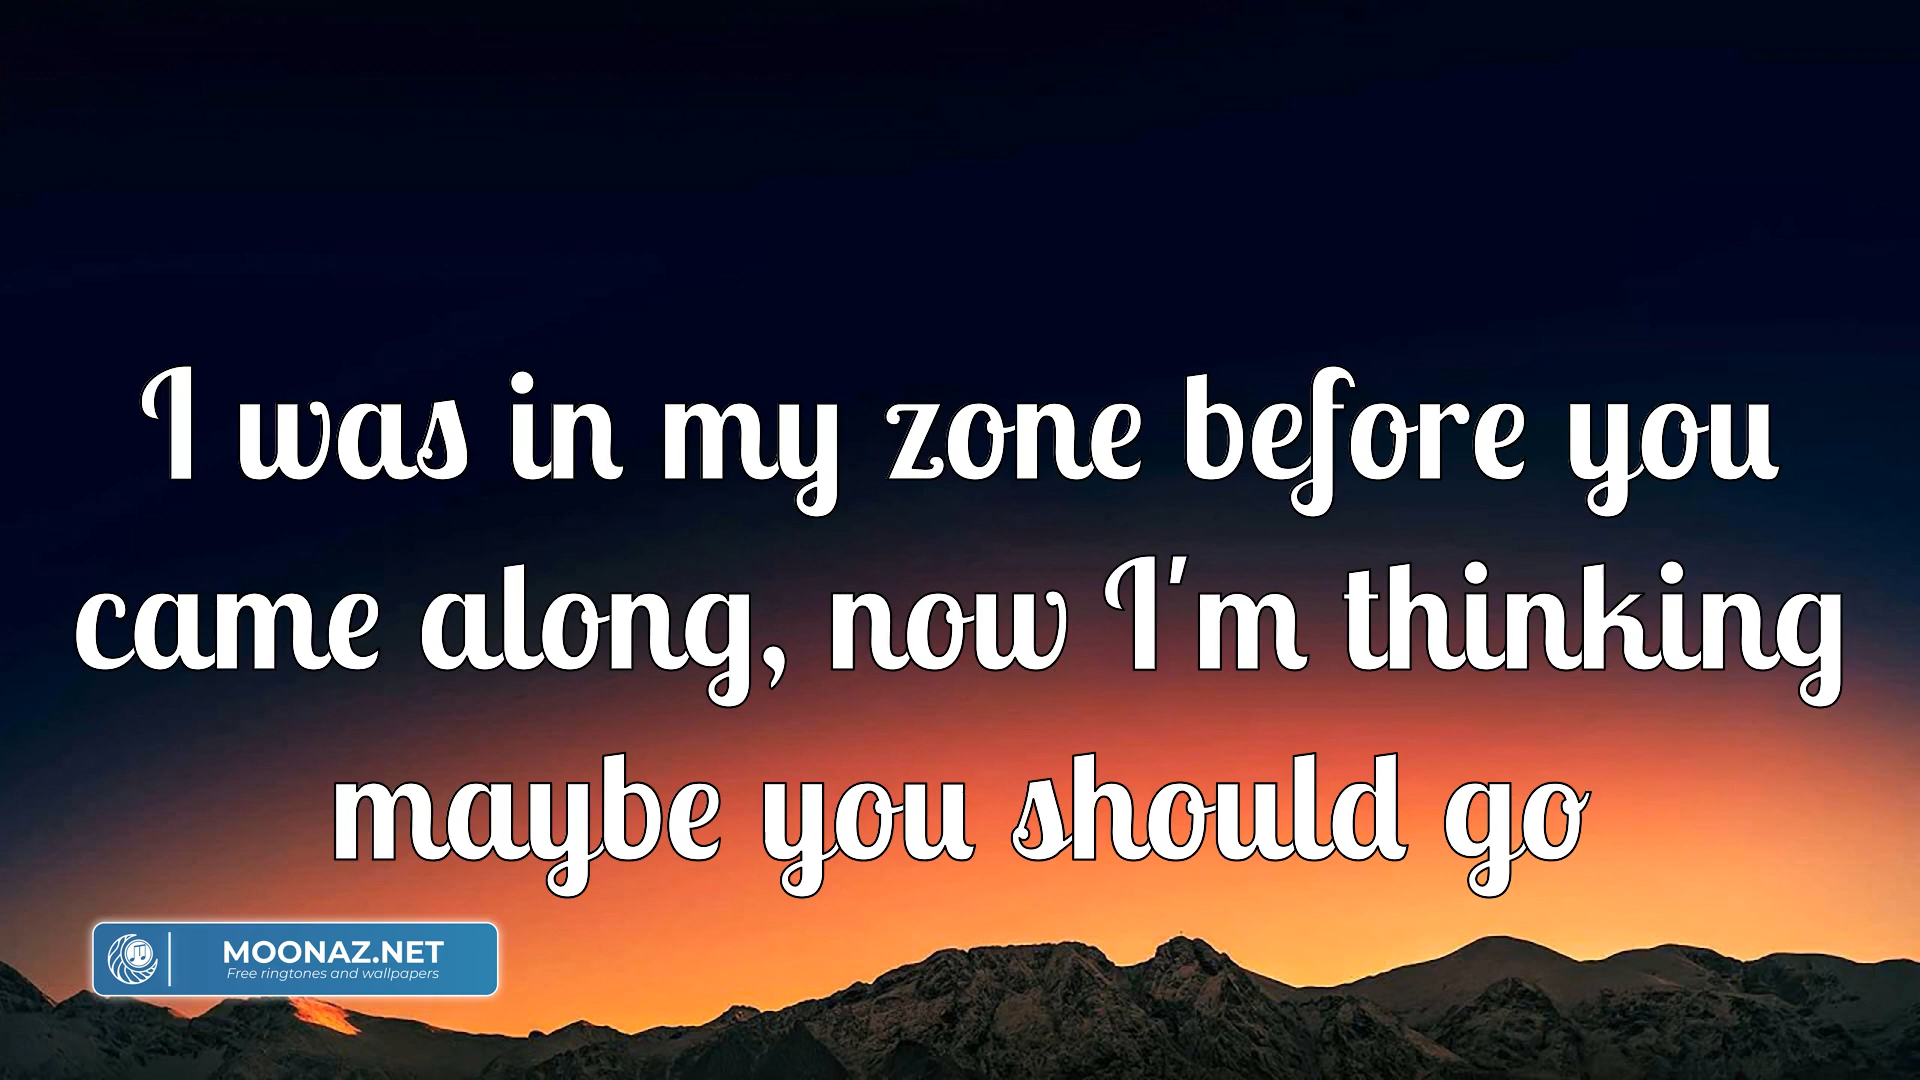 I was in my zone before you
came along, now I'm thinking
maybe you should go
MOONAZ.NET
Free ringtones and wallpapers